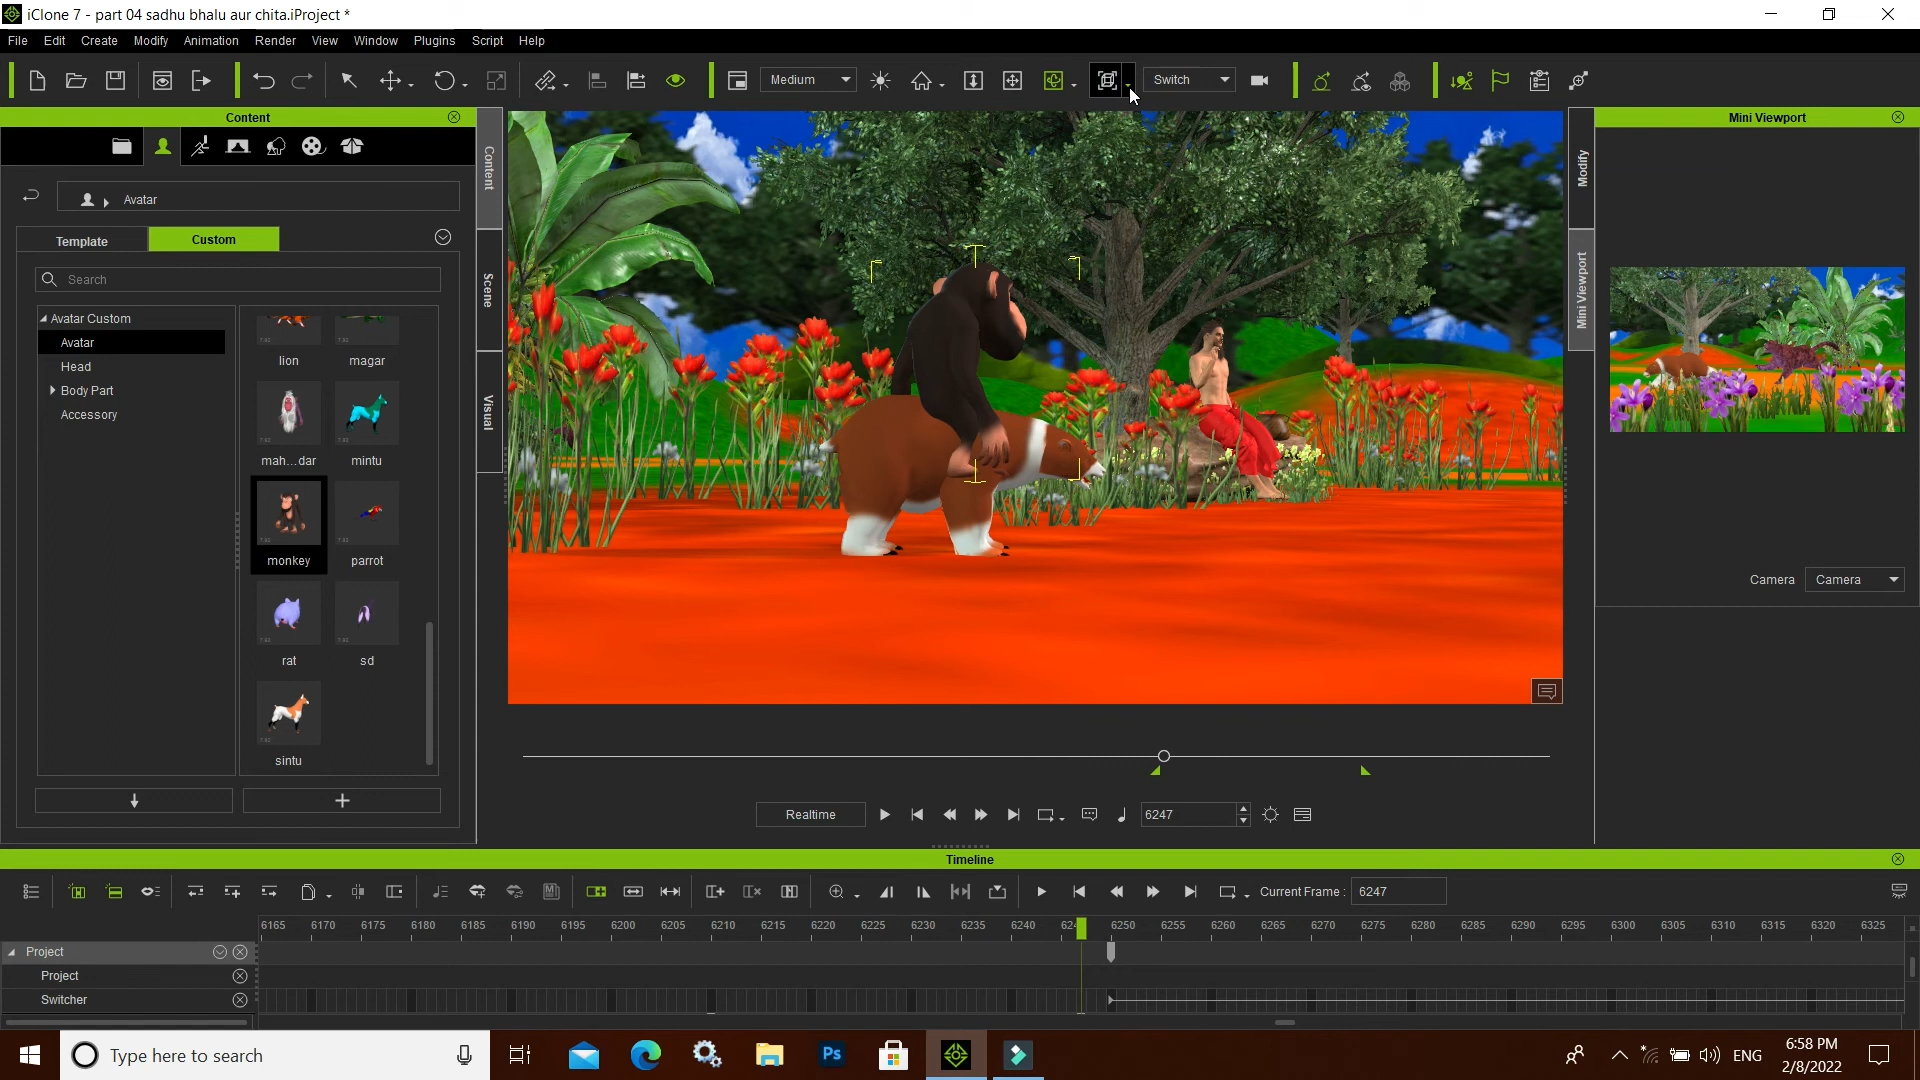 iClone 7 - part 04 sadhu bhalu aur chita.iProject *
File Edit Create Modify Animation Render View Window Plugins Script Help
Medium
Switch
Content
Mini Viewport
Avatar
Template
Custom
Search
Avatar Custom
Avatar
Head
Body Part
Accessory
lion
magar
mah...dar
mintu
monkey
parrot
rat
sd
sintu
Content
Scene
Visual
Modify
Mini Viewport
Camera
Camera
Realtime
6247
Timeline
Current Frame : 6247
6165 6170 6175 6180 6185 6190 6195 6200 6205 6210 6215 6220 6225 6230 6235 6240 624 6250 6255 6260 6265 6270 6275 6280 6285 6290 6295 6300 6305 6310 6315 6320 6325
Project
Project
Switcher
Type here to search
Ps
ENG
6:58 PM
2/8/2022